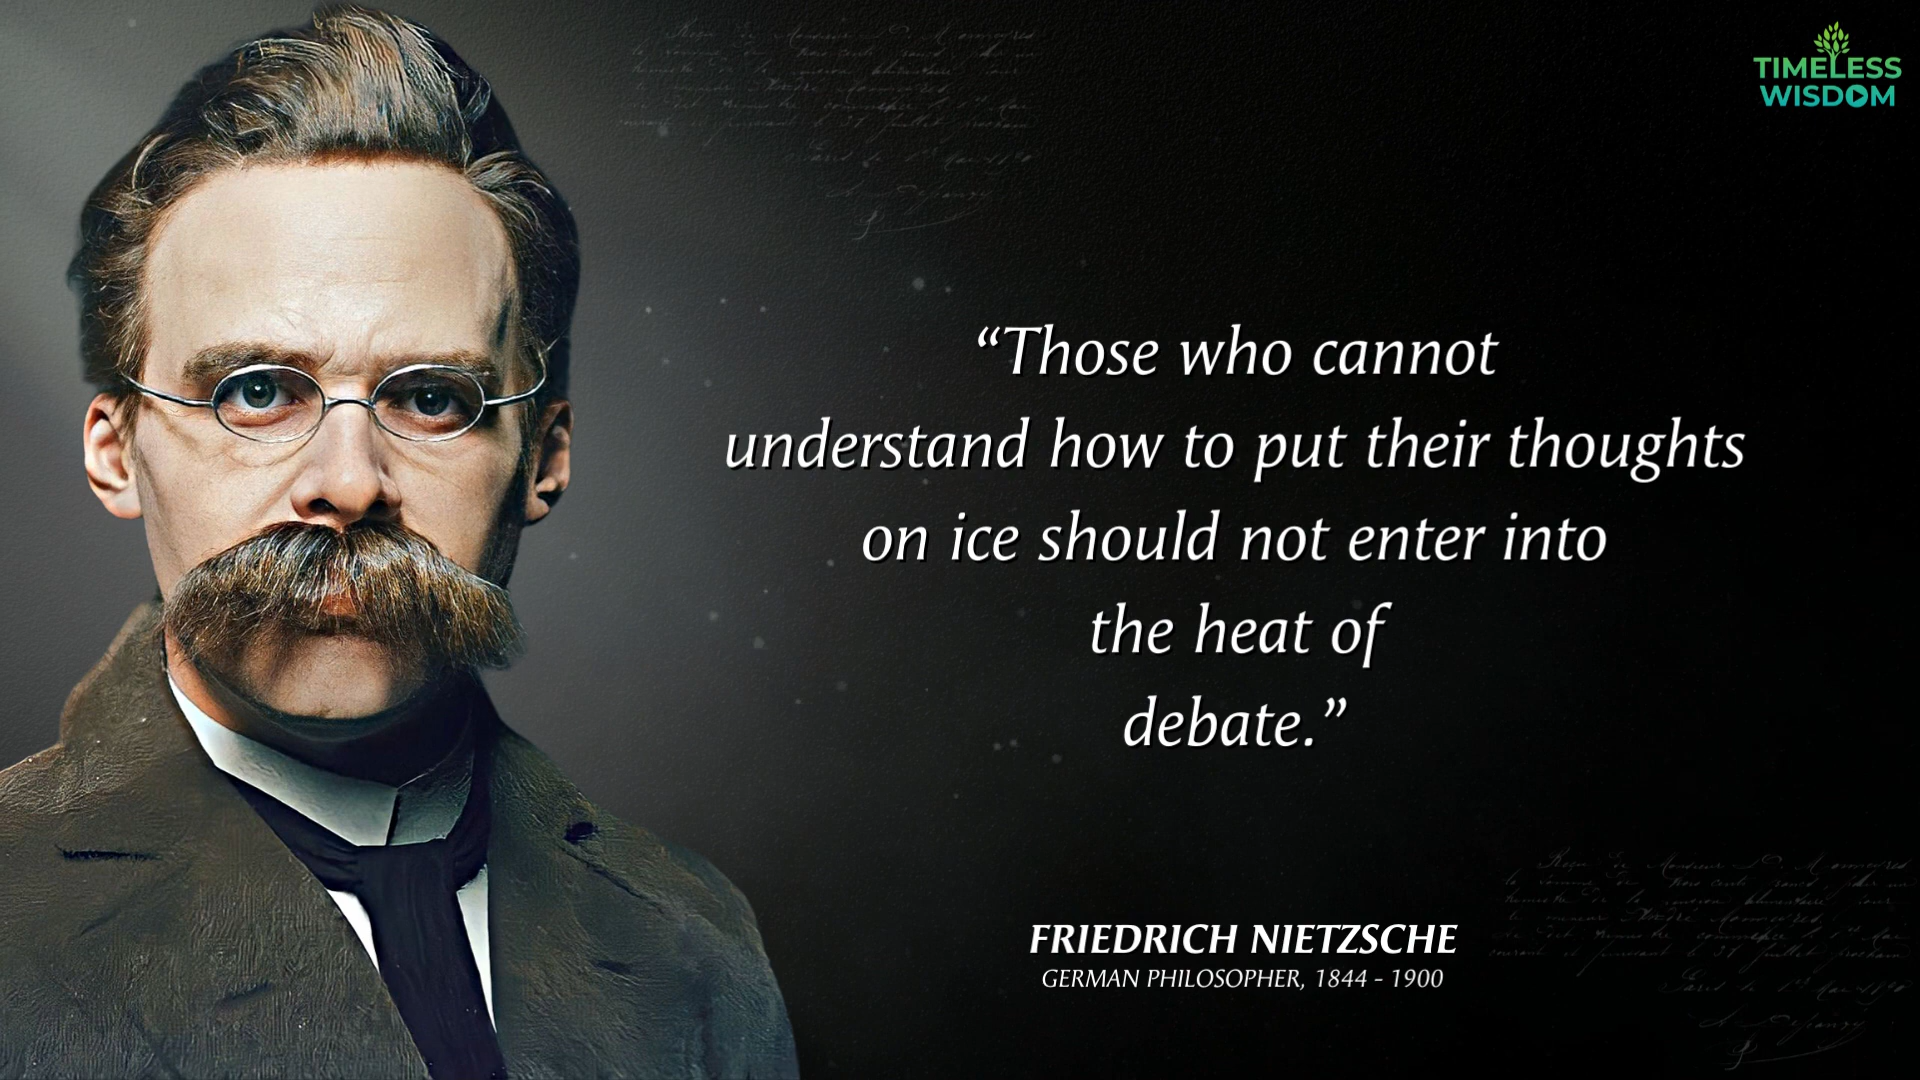 TIMELESS
WISDOM
“Those who cannot
understand how to put their thoughts
on ice should not enter into
the heat of
debate.”
FRIEDRICH NIETZSCHE
GERMAN PHILOSOPHER, 1844 - 1900